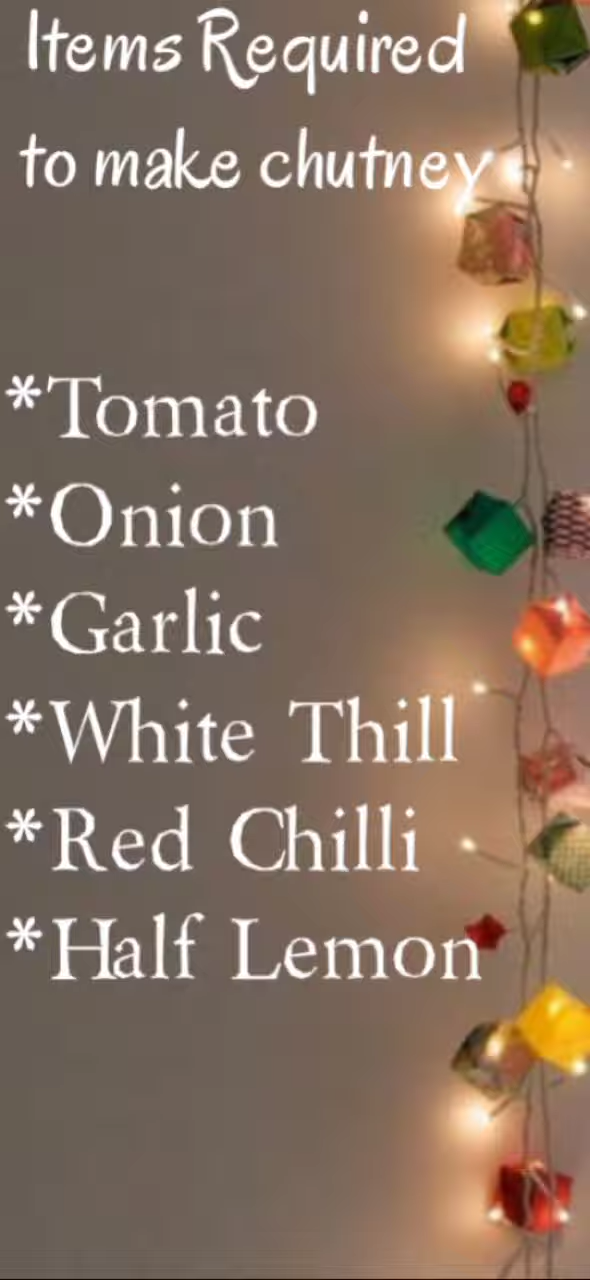 Items Required
to make chutney
*Tomato
*Onion
*Garlic
*White Thill
*Red Chilli
*Half Lemon